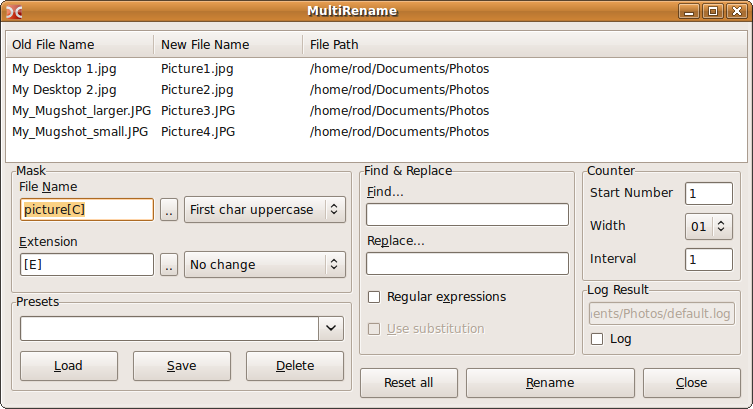 MultiRename
Old File Name New File Name File Path
My Desktop 1.jpg Picture1.jpg /home/rod/Documents/Photos
My Desktop 2.jpg Picture2.jpg /home/rod/Documents/Photos
My_Mugshot_larger.JPG Picture3.JPG /home/rod/Documents/Photos
My_Mugshot_small.JPG Picture4.JPG /home/rod/Documents/Photos
Mask
File Name
picture[C] .. First char uppercase
Extension
[E] .. No change
Presets
Load Save Delete
Find & Replace
Find...
Replace...
Regular expressions
Use substitution
Counter
Start Number 1
Width 01
Interval 1
Log Result
ents/Photos/default.log
Log
Reset all Rename Close